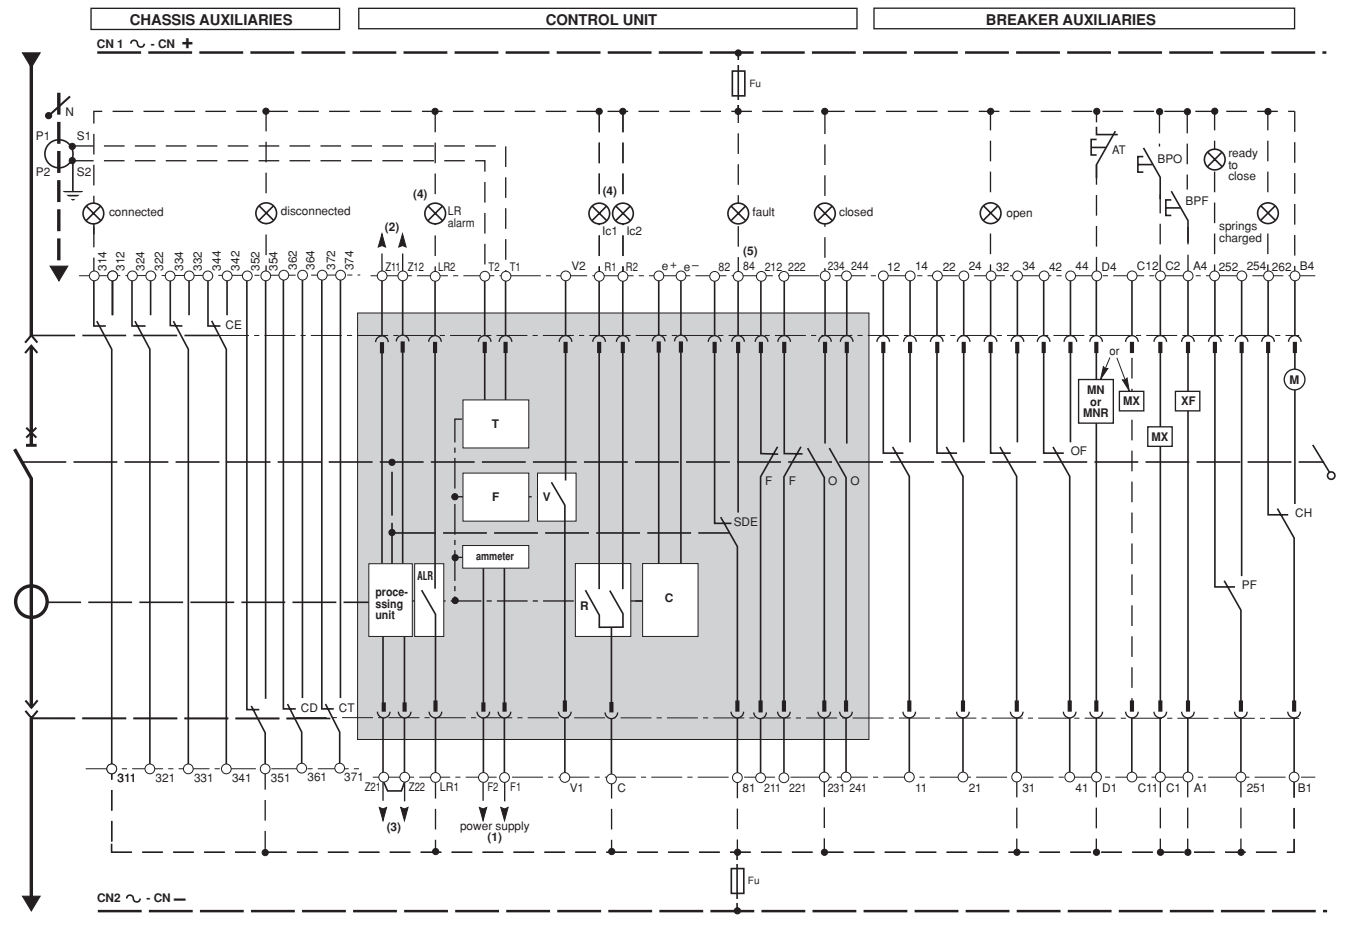 CHASSIS AUXILIARIES
CONTROL UNIT
BREAKER AUXILIARIES
CN 1 ~ - CN +
Fu
N
P1
S1
P2
S2
AT
BPO
BPF
ready
to
close
connected
disconnected
(4)
LR
alarm
(4)
Ic1
Ic2
fault
closed
open
springs
charged
(2)
(5)
314
312
324
322
334
332
344
342
352
354
362
364
372
374
Z11
Z12
LR2
T2
T1
V2
R1
R2
e+
e−
82
84
212
222
234
244
12
14
22
24
32
34
42
44
D4
C12
C2
A4
252
254
262
B4
CE
or
MN
or
MNR
MX
XF
M
MX
T
OF
F
F
O
O
F
V
SDE
CH
ammeter
ALR
proce-
ssing
unit
R
C
PF
CD
CT
311
321
331
341
351
361
371
Z21
Z22
LR1
F2
F1
V1
C
81
211
221
231
241
11
21
31
41
D1
C11
C1
A1
251
B1
(3)
power supply
(1)
Fu
CN2 ~ - CN −